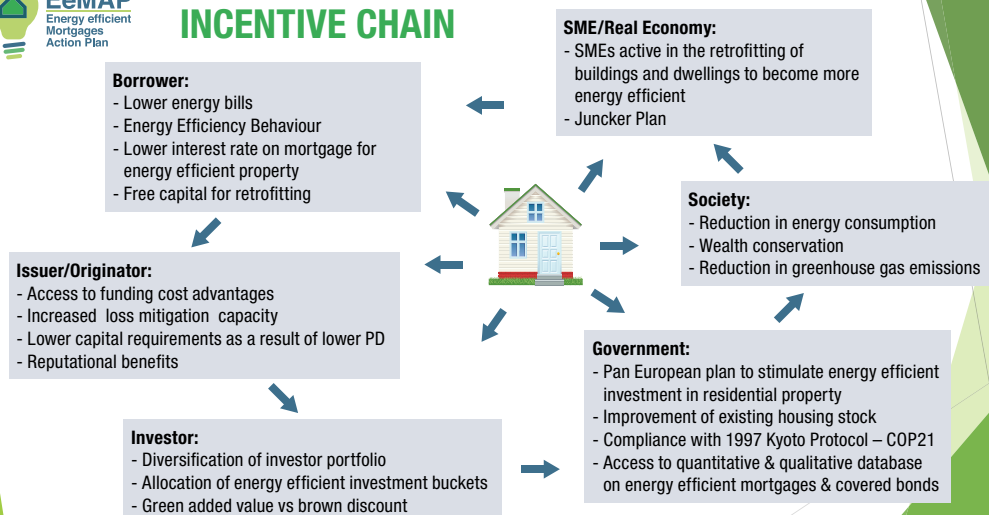 EeMAP
Energy efficient
Mortgages
Action Plan
INCENTIVE CHAIN
Borrower:
- Lower energy bills
- Energy Efficiency Behaviour
- Lower interest rate on mortgage for
energy efficient property
- Free capital for retrofitting
SME/Real Economy:
- SMEs active in the retrofitting of
buildings and dwellings to become more
energy efficient
- Juncker Plan
Society:
- Reduction in energy consumption
- Wealth conservation
- Reduction in greenhouse gas emissions
Issuer/Originator:
- Access to funding cost advantages
- Increased loss mitigation capacity
- Lower capital requirements as a result of lower PD
- Reputational benefits
Government:
- Pan European plan to stimulate energy efficient
investment in residential property
- Improvement of existing housing stock
- Compliance with 1997 Kyoto Protocol – COP21
- Access to quantitative & qualitative database
on energy efficient mortgages & covered bonds
Investor:
- Diversification of investor portfolio
- Allocation of energy efficient investment buckets
- Green added value vs brown discount